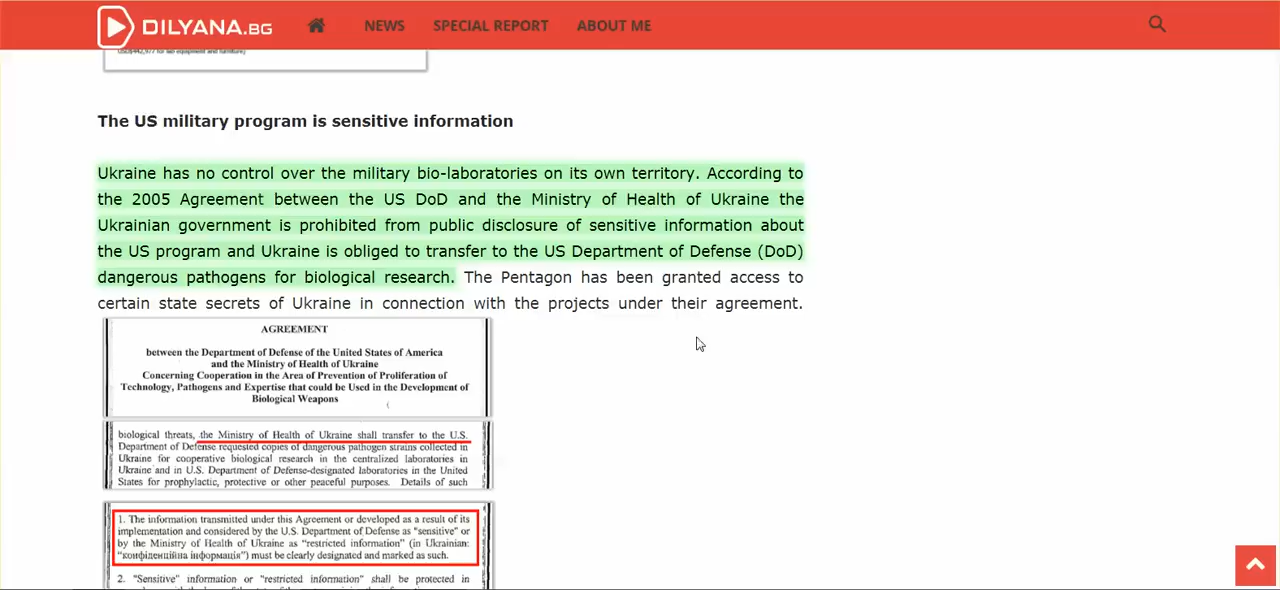 DILYANA.BG
NEWS SPECIAL REPORT ABOUT ME
US$442,977 for lab equipment and furniture;
The US military program is sensitive information
Ukraine has no control over the military bio-laboratories on its own territory. According to
the 2005 Agreement between the US DoD and the Ministry of Health of Ukraine the
Ukrainian government is prohibited from public disclosure of sensitive information about
the US program and Ukraine is obliged to transfer to the US Department of Defense (DoD)
dangerous pathogens for biological research. The Pentagon has been granted access to
certain state secrets of Ukraine in connection with the projects under their agreement.
AGREEMENT
between the Department of Defense of the United States of America
and the Ministry of Health of Ukraine
Concerning Cooperation in the Area of Prevention of Proliferation of
Technology, Pathogens and Expertise that could be Used in the Development of
Biological Weapons
biological threats, the Ministry of Health of Ukraine shall transfer to the U.S.
Department of Defense requested copies of dangerous pathogen strains collected in
Ukraine for cooperative biological research in the centralized laboratories in
Ukraine and in U.S. Department of Defense-designated laboratories in the United
States for prophylactic, protective or other peaceful purposes. Details of such
1. The information transmitted under this Agreement or developed as a result of its
implementation and considered by the U.S. Department of Defense as "sensitive" or
by the Ministry of Health of Ukraine as "restricted information" (in Ukrainian:
"конфіденційна інформація") must be clearly designated and marked as such.
2. "Sensitive" information or "restricted information" shall be protected in